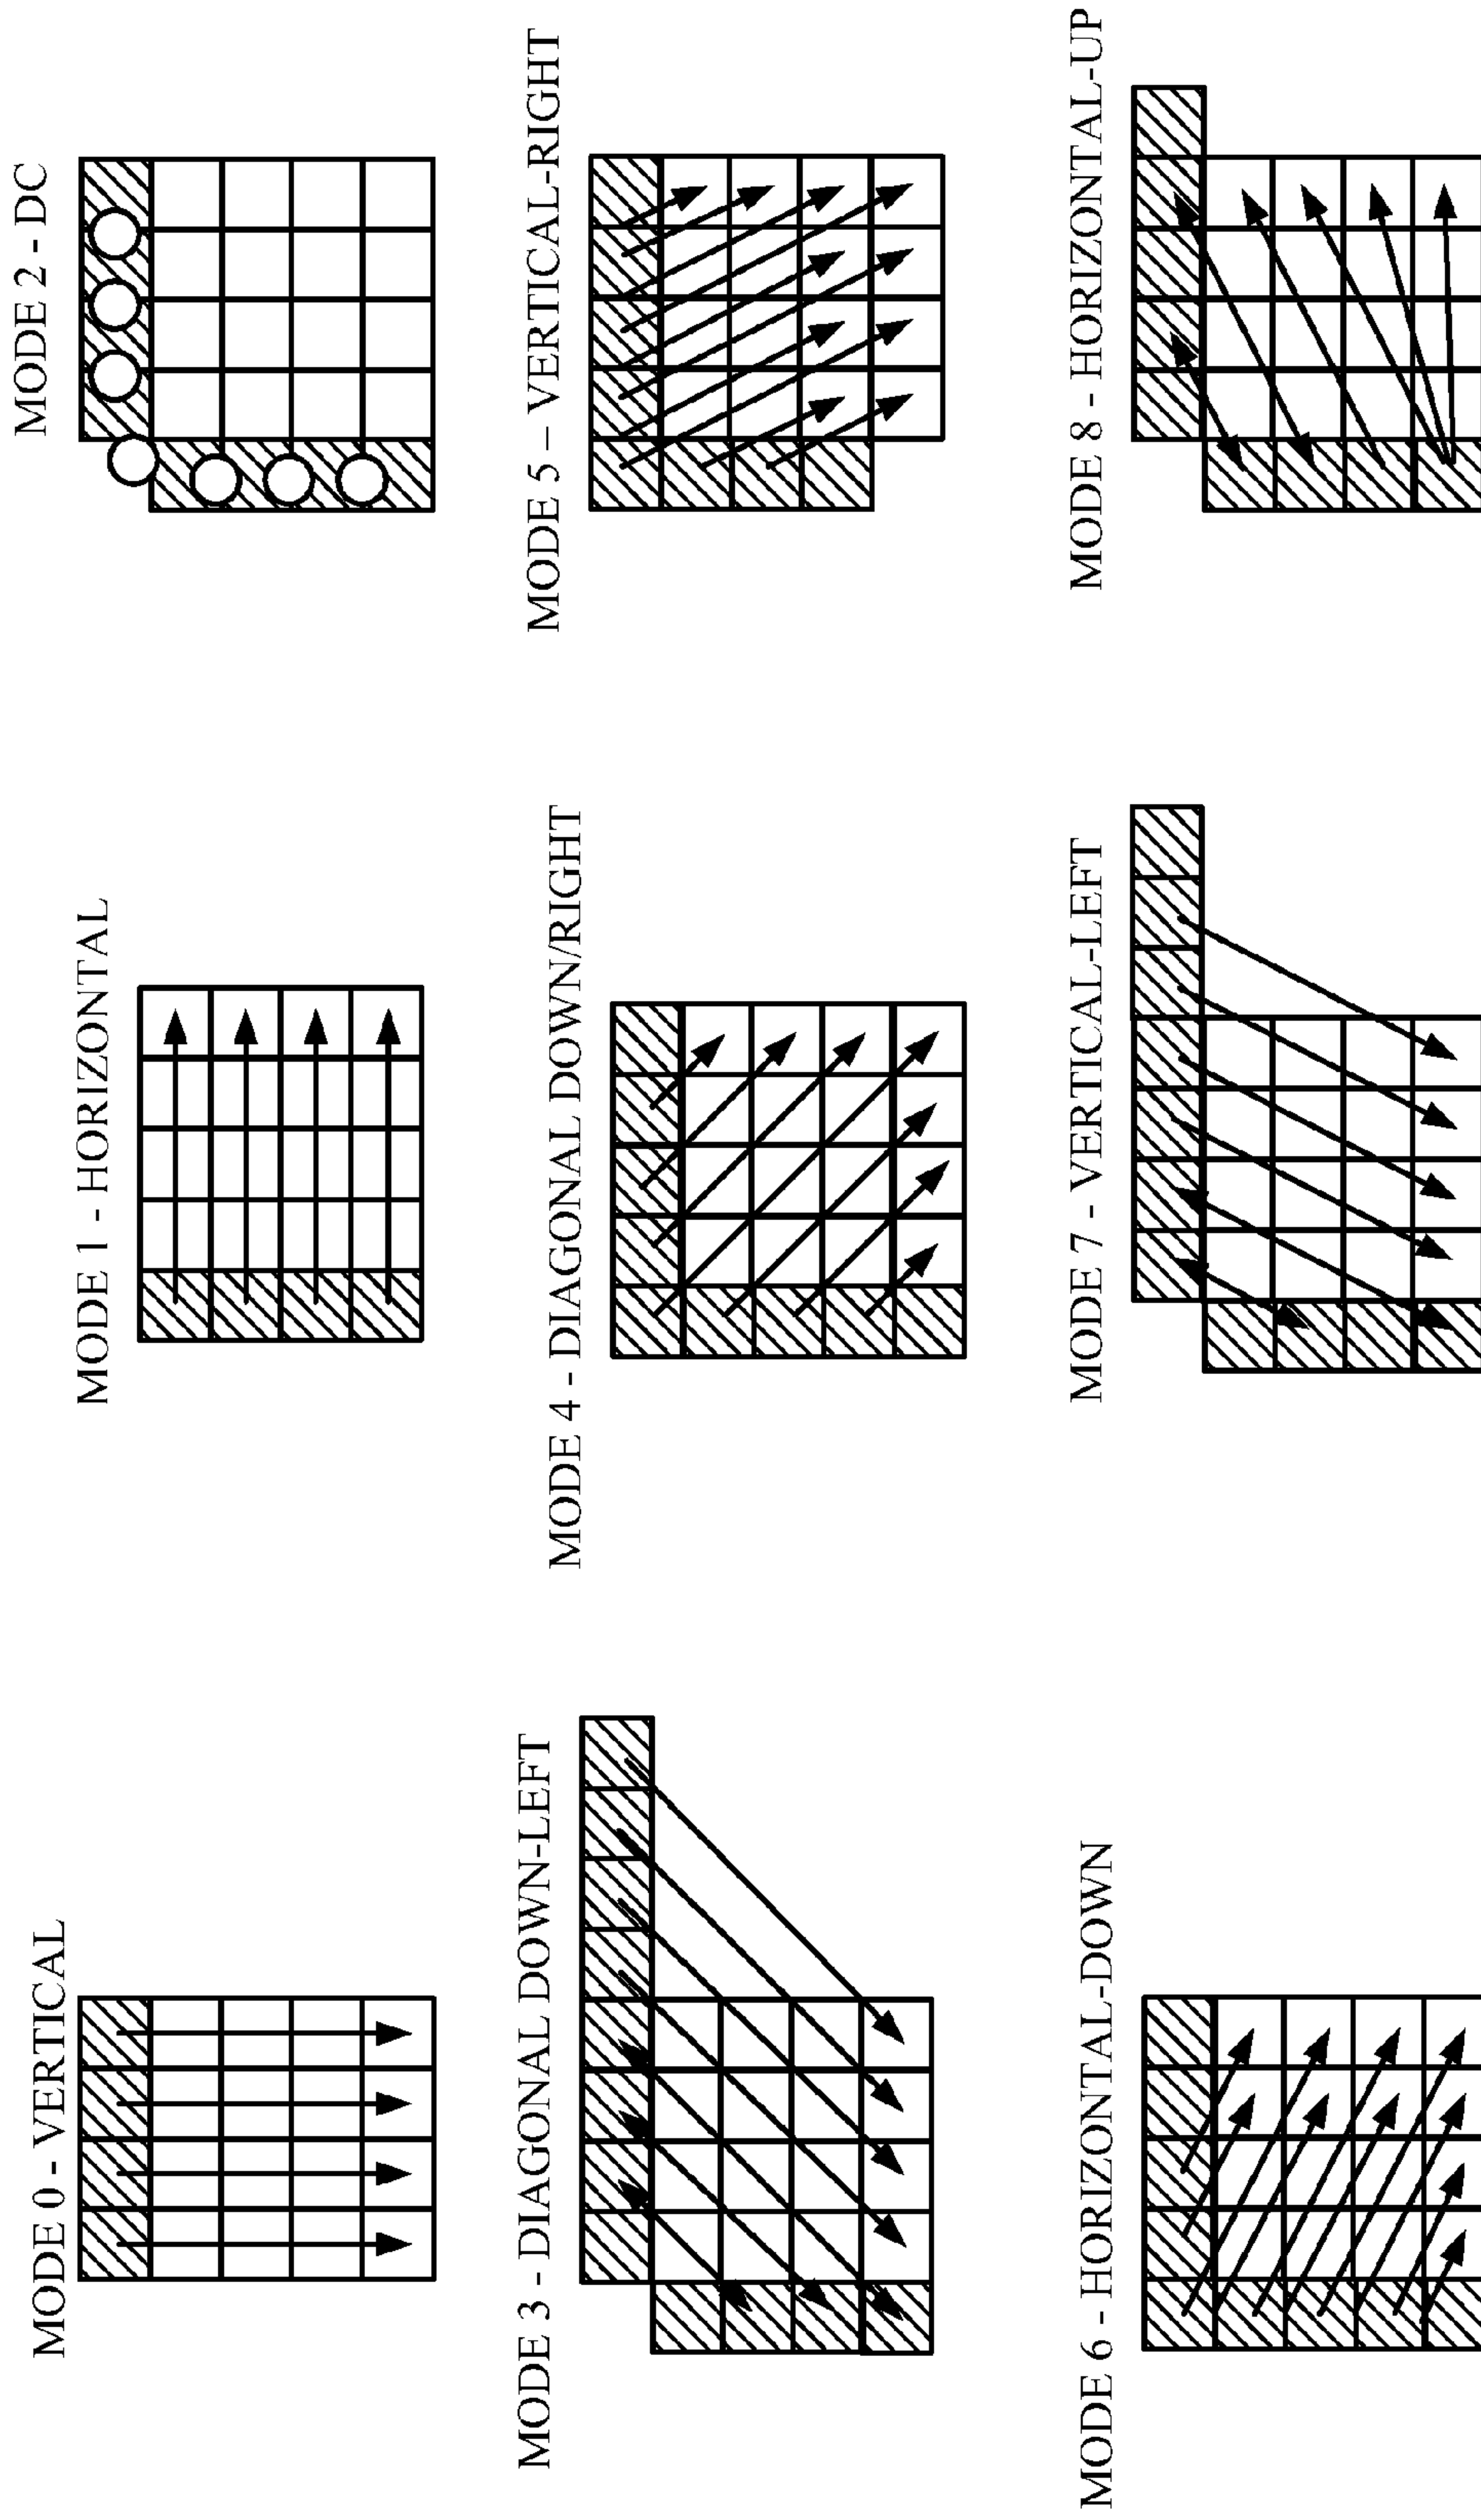 MODE 0 - VERTICAL
MODE 1 - HORIZONTAL
MODE 2 - DC
MODE 3 - DIAGONAL DOWN-LEFT
MODE 4 - DIAGONAL DOWN/RIGHT
MODE 5 – VERTICAL-RIGHT
MODE 6 - HORIZONTAL-DOWN
MODE 7 - VERTICAL-LEFT
MODE 8 - HORIZONTAL-UP